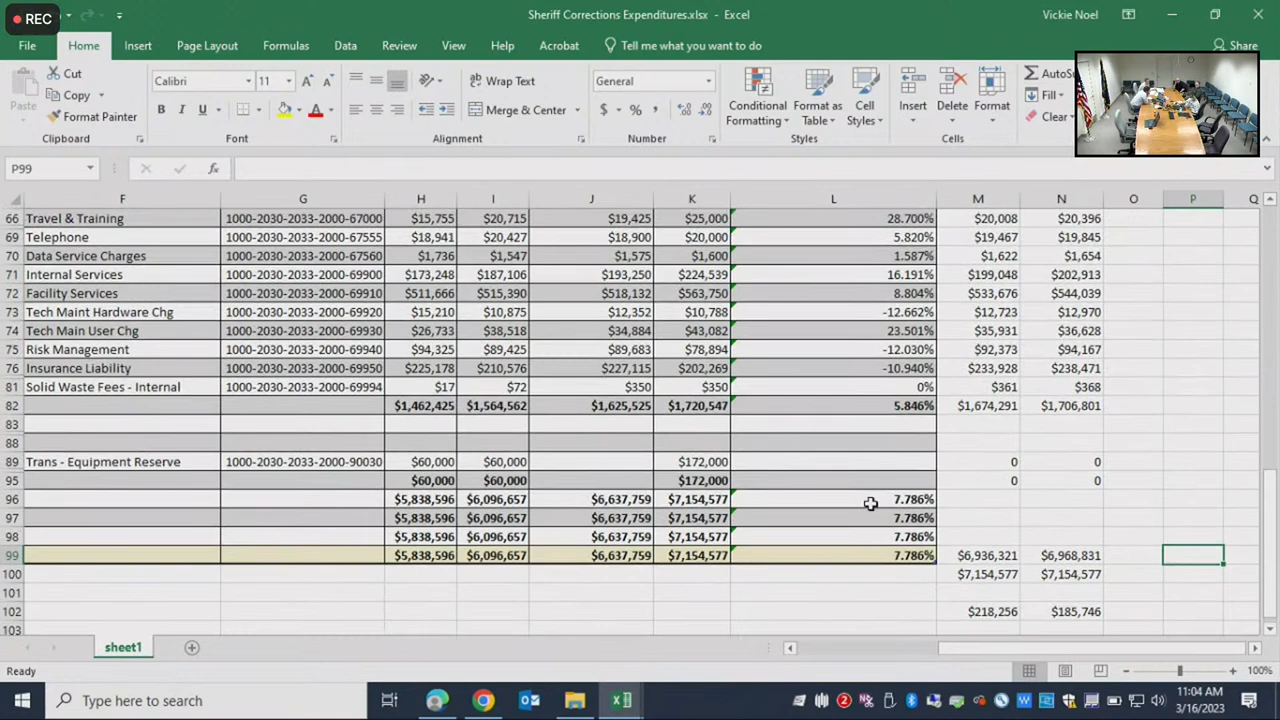 REC
Sheriff Corrections Expenditures.xlsx - Excel
Vickie Noel
File Home Insert Page Layout Formulas Data Review View Help Acrobat Tell me what you want to do Share
Paste
Cut
Copy
Format Painter
Clipboard
Calibri 11
B I U
Font
Wrap Text
Merge & Center
Alignment
General
$ % ,
Number
Conditional Formatting
Format as Table
Cell Styles
Styles
Insert
Delete
Format
Cells
AutoSu
Fill
Clear
P99
fx
F G H I J K L M N O P Q
66 Travel & Training 1000-2030-2033-2000-67000 $15,755 $20,715 $19,425 $25,000 28.700% $20,008 $20,396
69 Telephone 1000-2030-2033-2000-67555 $18,941 $20,427 $18,900 $20,000 5.820% $19,467 $19,845
70 Data Service Charges 1000-2030-2033-2000-67560 $1,736 $1,547 $1,575 $1,600 1.587% $1,622 $1,654
71 Internal Services 1000-2030-2033-2000-69900 $173,248 $187,106 $193,250 $224,539 16.191% $199,048 $202,913
72 Facility Services 1000-2030-2033-2000-69910 $511,666 $515,390 $518,132 $563,750 8.804% $533,676 $544,039
73 Tech Maint Hardware Chg 1000-2030-2033-2000-69920 $15,210 $10,875 $12,352 $10,788 -12.662% $12,723 $12,970
74 Tech Main User Chg 1000-2030-2033-2000-69930 $26,733 $38,518 $34,884 $43,082 23.501% $35,931 $36,628
75 Risk Management 1000-2030-2033-2000-69940 $94,325 $89,425 $89,683 $78,894 -12.030% $92,373 $94,167
76 Insurance Liability 1000-2030-2033-2000-69950 $225,178 $210,576 $227,115 $202,269 -10.940% $233,928 $238,471
81 Solid Waste Fees - Internal 1000-2030-2033-2000-69994 $17 $72 $350 $350 0% $361 $368
82 $1,462,425 $1,564,562 $1,625,525 $1,720,547 5.846% $1,674,291 $1,706,801
83
88
89 Trans - Equipment Reserve 1000-2030-2033-2000-90030 $60,000 $60,000 $172,000 0 0
95 $60,000 $60,000 $172,000 0 0
96 $5,838,596 $6,096,657 $6,637,759 $7,154,577 7.786%
97 $5,838,596 $6,096,657 $6,637,759 $7,154,577 7.786%
98 $5,838,596 $6,096,657 $6,637,759 $7,154,577 7.786%
99 $5,838,596 $6,096,657 $6,637,759 $7,154,577 7.786% $6,936,321 $6,968,831
100 $7,154,577 $7,154,577
101
102 $218,256 $185,746
103
sheet1
Ready
100%
Type here to search
11:04 AM
3/16/2023